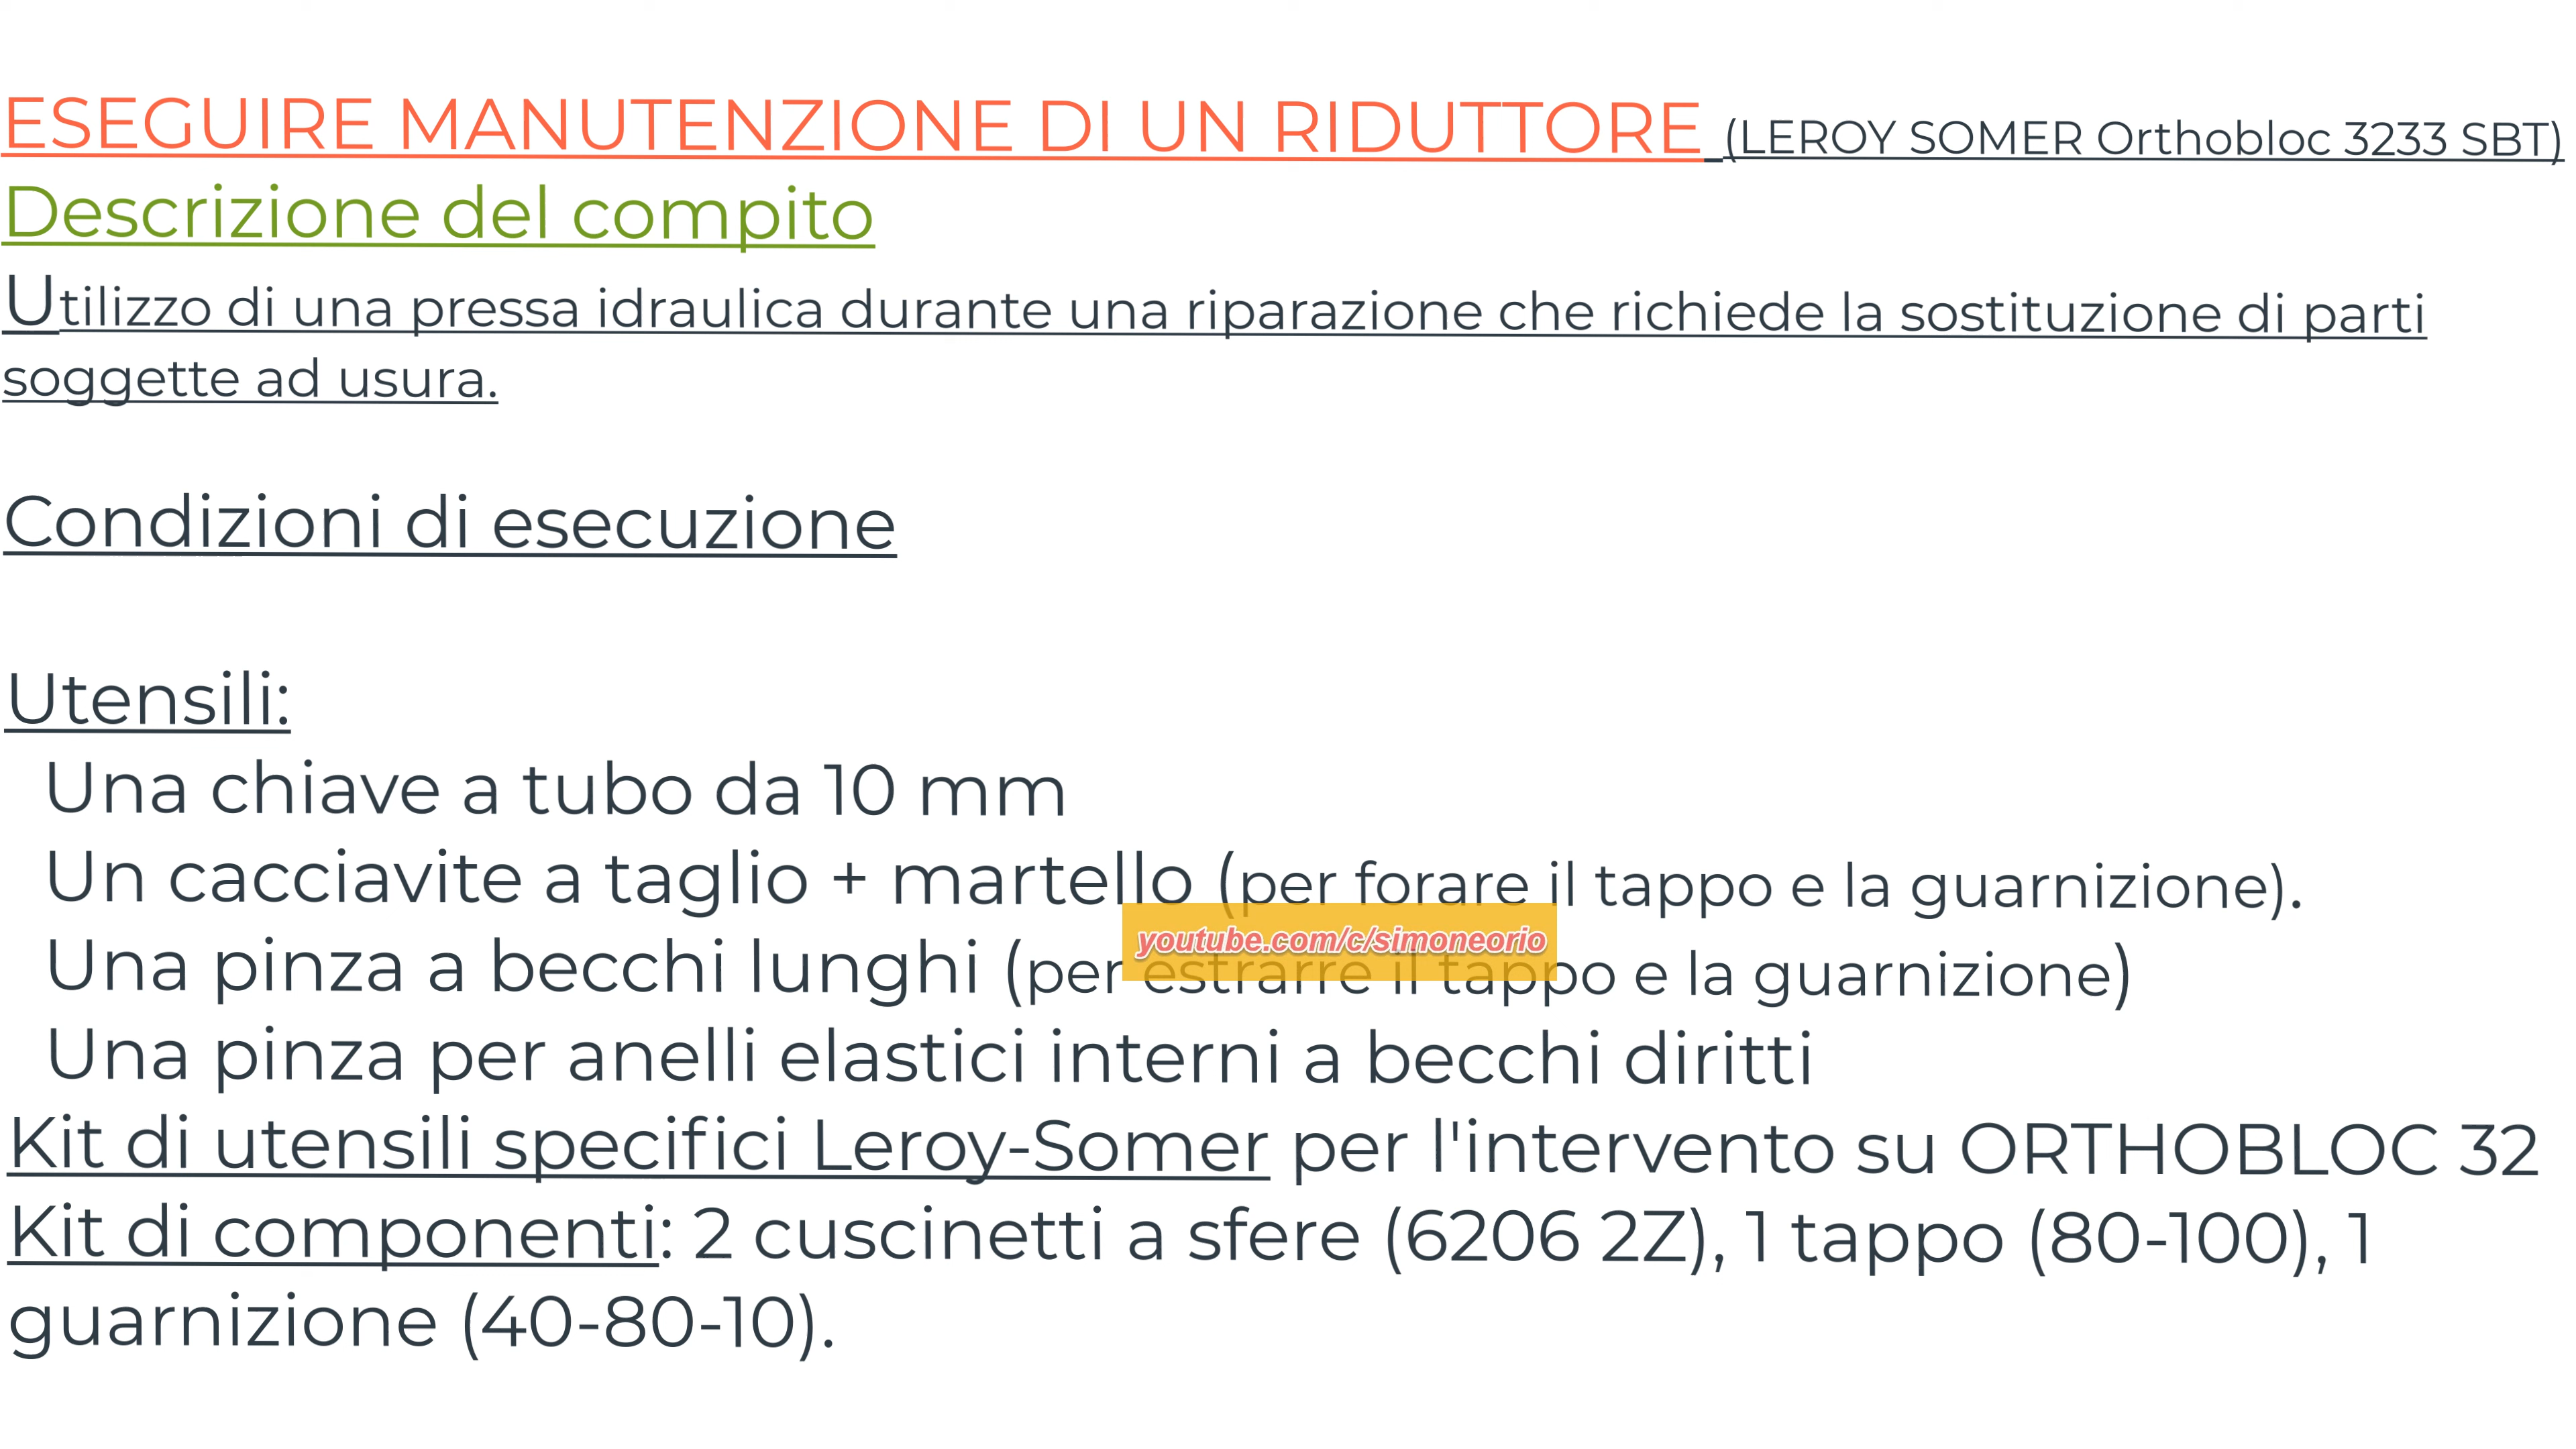 ESEGUIRE MANUTENZIONE DI UN RIDUTTORE (LEROY SOMER Orthobloc 3233 SBT)
Descrizione del compito
Utilizzo di una pressa idraulica durante una riparazione che richiede la sostituzione di parti
soggette ad usura.
Condizioni di esecuzione
Utensili:
Una chiave a tubo da 10 mm
Un cacciavite a taglio + martello (per forare il tappo e la guarnizione).
youtube.com/c/simoneorio
Una pinza a becchi lunghi (per estrarre il tappo e la guarnizione)
Una pinza per anelli elastici interni a becchi diritti
Kit di utensili specifici Leroy-Somer per l'intervento su ORTHOBLOC 32
Kit di componenti: 2 cuscinetti a sfere (6206 2Z), 1 tappo (80-100), 1
guarnizione (40-80-10).